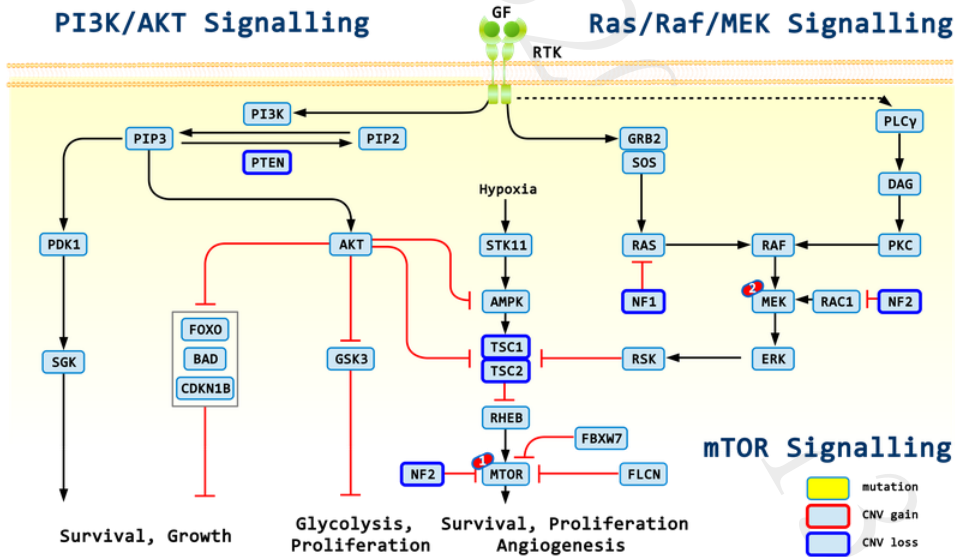 PI3K/AKT Signalling
GF
Ras/Raf/MEK Signalling
RTK
PI3K
PLCγ
PIP3
PIP2
GRB2
PTEN
SOS
DAG
Hypoxia
PDK1
AKT
STK11
RAS
RAF
PKC
AMPK
NF1
2
MEK
RAC1
NF2
FOXO
TSC1
BAD
SGK
GSK3
TSC2
RSK
ERK
CDKN1B
RHEB
FBXW7
mTOR Signalling
1
NF2
MTOR
FLCN
mutation
CNV gain
CNV loss
Survival, Growth
Glycolysis,
Proliferation
Survival, Proliferation
Angiogenesis